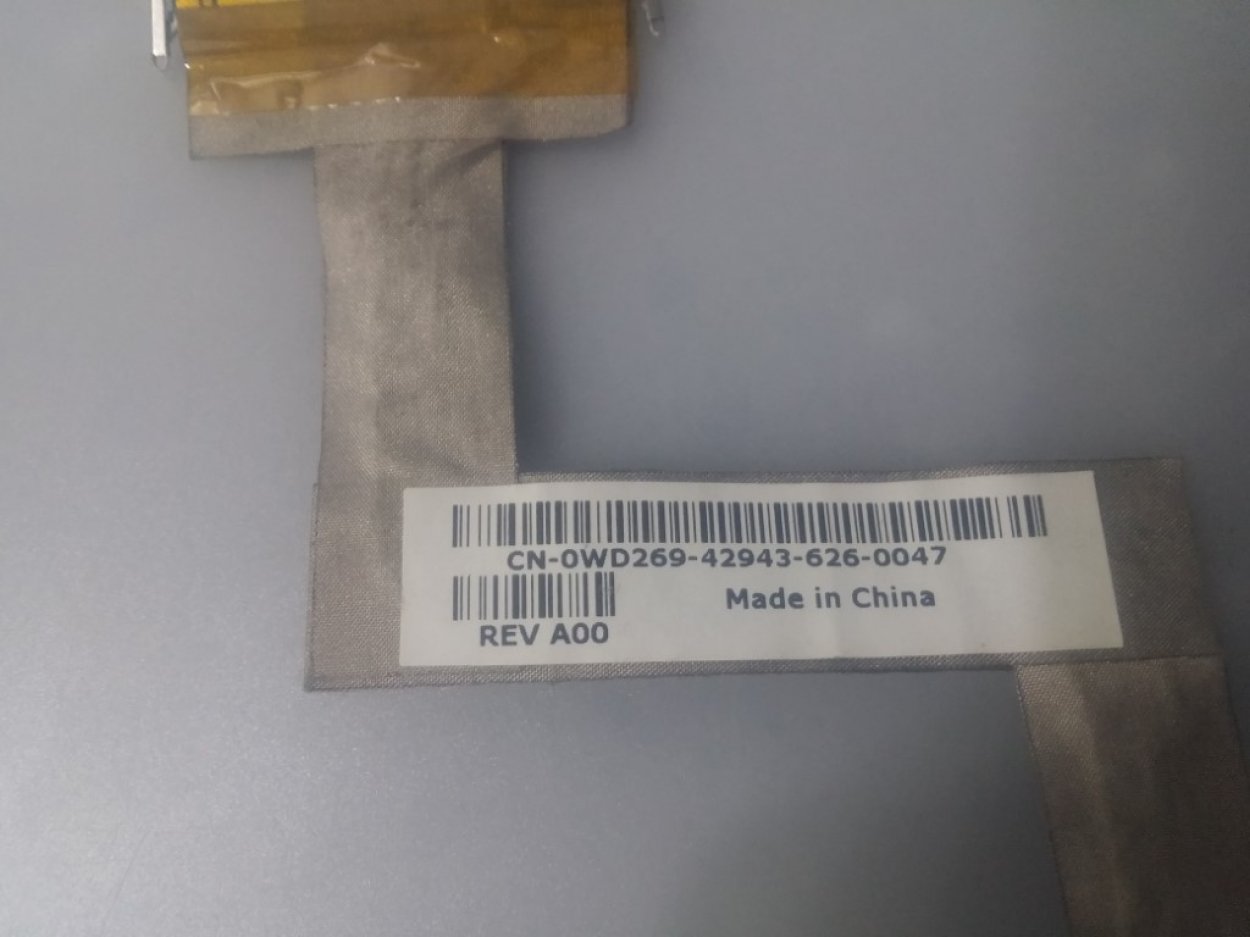 CN-0WD269-42943-626-0047
Made in China
REV A00